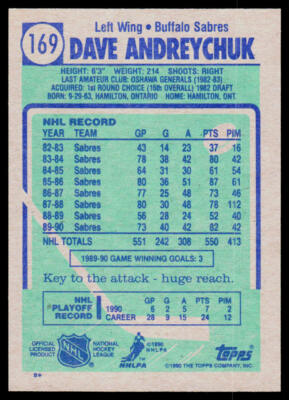 169
Left Wing • Buffalo Sabres
DAVE ANDREYCHUK
HEIGHT: 6'3" WEIGHT: 214 SHOOTS: RIGHT
LAST AMATEUR CLUB: OSHAWA GENERALS (1982-83)
ACQUIRED: 1st ROUND CHOICE (16th OVERALL) 1982 DRAFT
BORN: 9-29-63, HAMILTON, ONTARIO HOME: HAMILTON, ONT.
NHL RECORD
YEAR TEAM GP G A PTS PIM
82-83 Sabres 43 14 23 37 16
83-84 Sabres 78 38 42 80 42
84-85 Sabres 64 31 30 61 54
85-86 Sabres 80 36 51 87 61
86-87 Sabres 77 25 48 73 46
87-88 Sabres 80 30 48 78 112
88-89 Sabres 56 28 24 52 40
89-90 Sabres 73 40 42 82 42
NHL TOTALS 551 242 308 550 413
1989-90 GAME WINNING GOALS: 3
Key to the attack - huge reach.
NHL PLAYOFF RECORD
GP G A PTS PIM
1990 6 2 5 7 2
CAREER 28 9 15 24 12
OFFICIAL LICENSED PRODUCT
NHL
NATIONAL HOCKEY LEAGUE
©1990 NHLPA
NHLPA
Topps
©1990 THE TOPPS COMPANY, INC.
B*